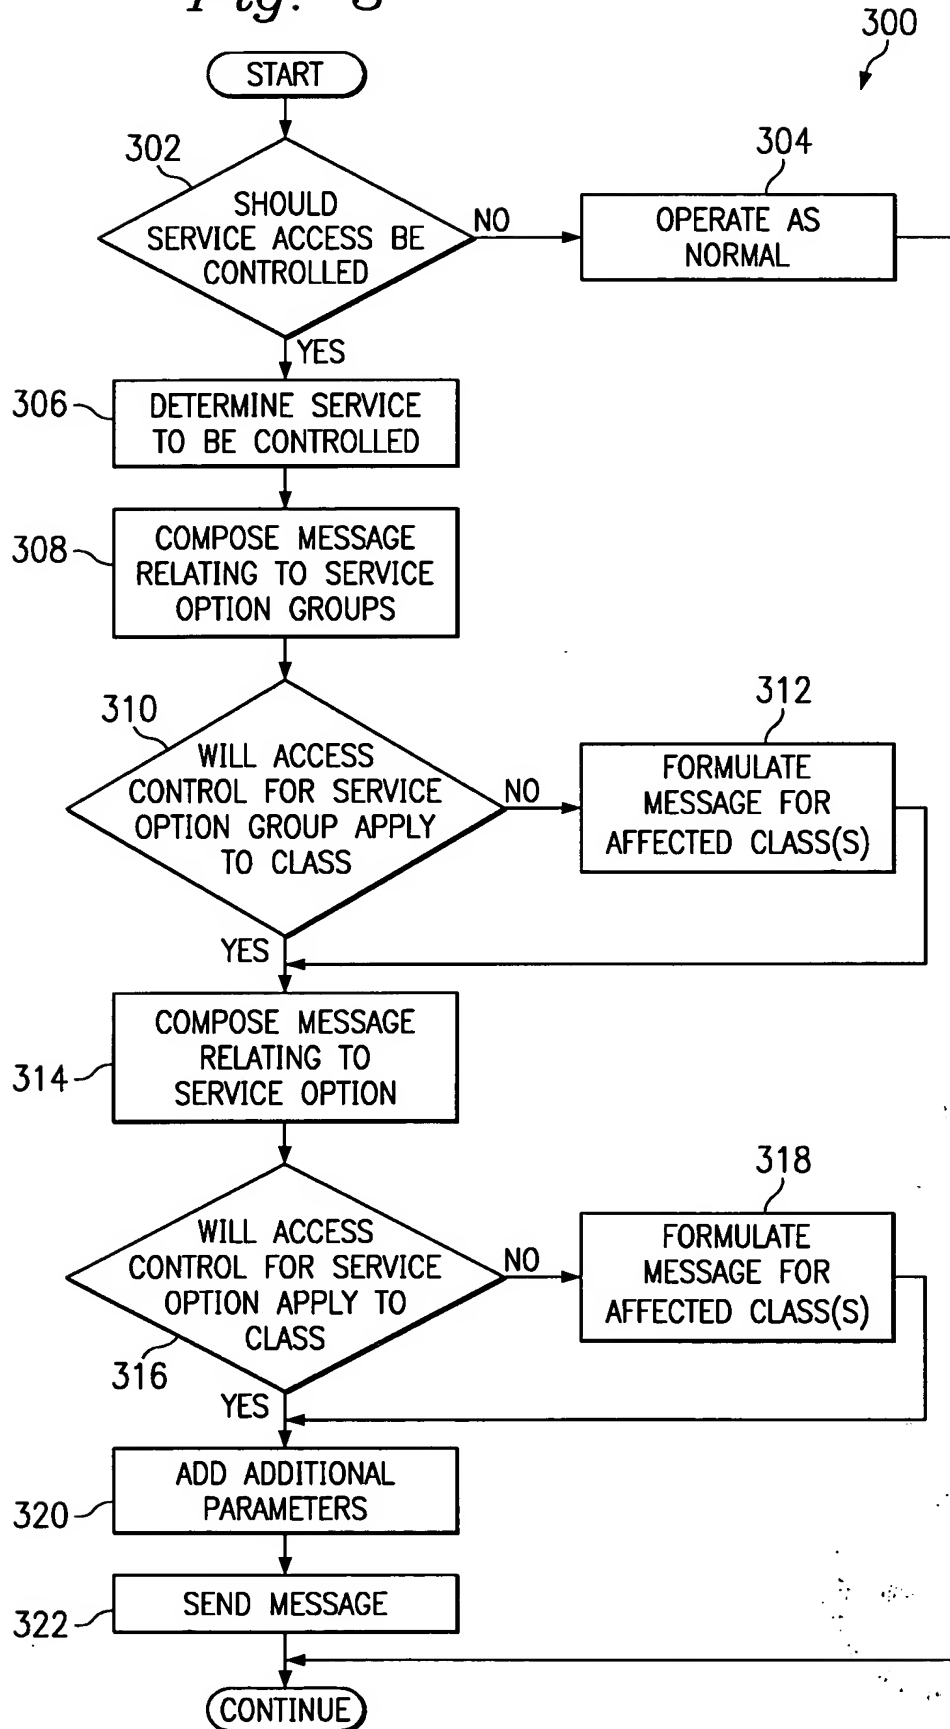 Fig. 3
300
START
302
SHOULD
SERVICE ACCESS BE
CONTROLLED
NO
304
OPERATE AS
NORMAL
YES
306
DETERMINE SERVICE
TO BE CONTROLLED
308
COMPOSE MESSAGE
RELATING TO SERVICE
OPTION GROUPS
310
WILL ACCESS
CONTROL FOR SERVICE
OPTION GROUP APPLY
TO CLASS
NO
312
FORMULATE
MESSAGE FOR
AFFECTED CLASS(S)
YES
314
COMPOSE MESSAGE
RELATING TO
SERVICE OPTION
316
WILL ACCESS
CONTROL FOR SERVICE
OPTION APPLY TO
CLASS
NO
318
FORMULATE
MESSAGE FOR
AFFECTED CLASS(S)
YES
320
ADD ADDITIONAL
PARAMETERS
322
SEND MESSAGE
CONTINUE